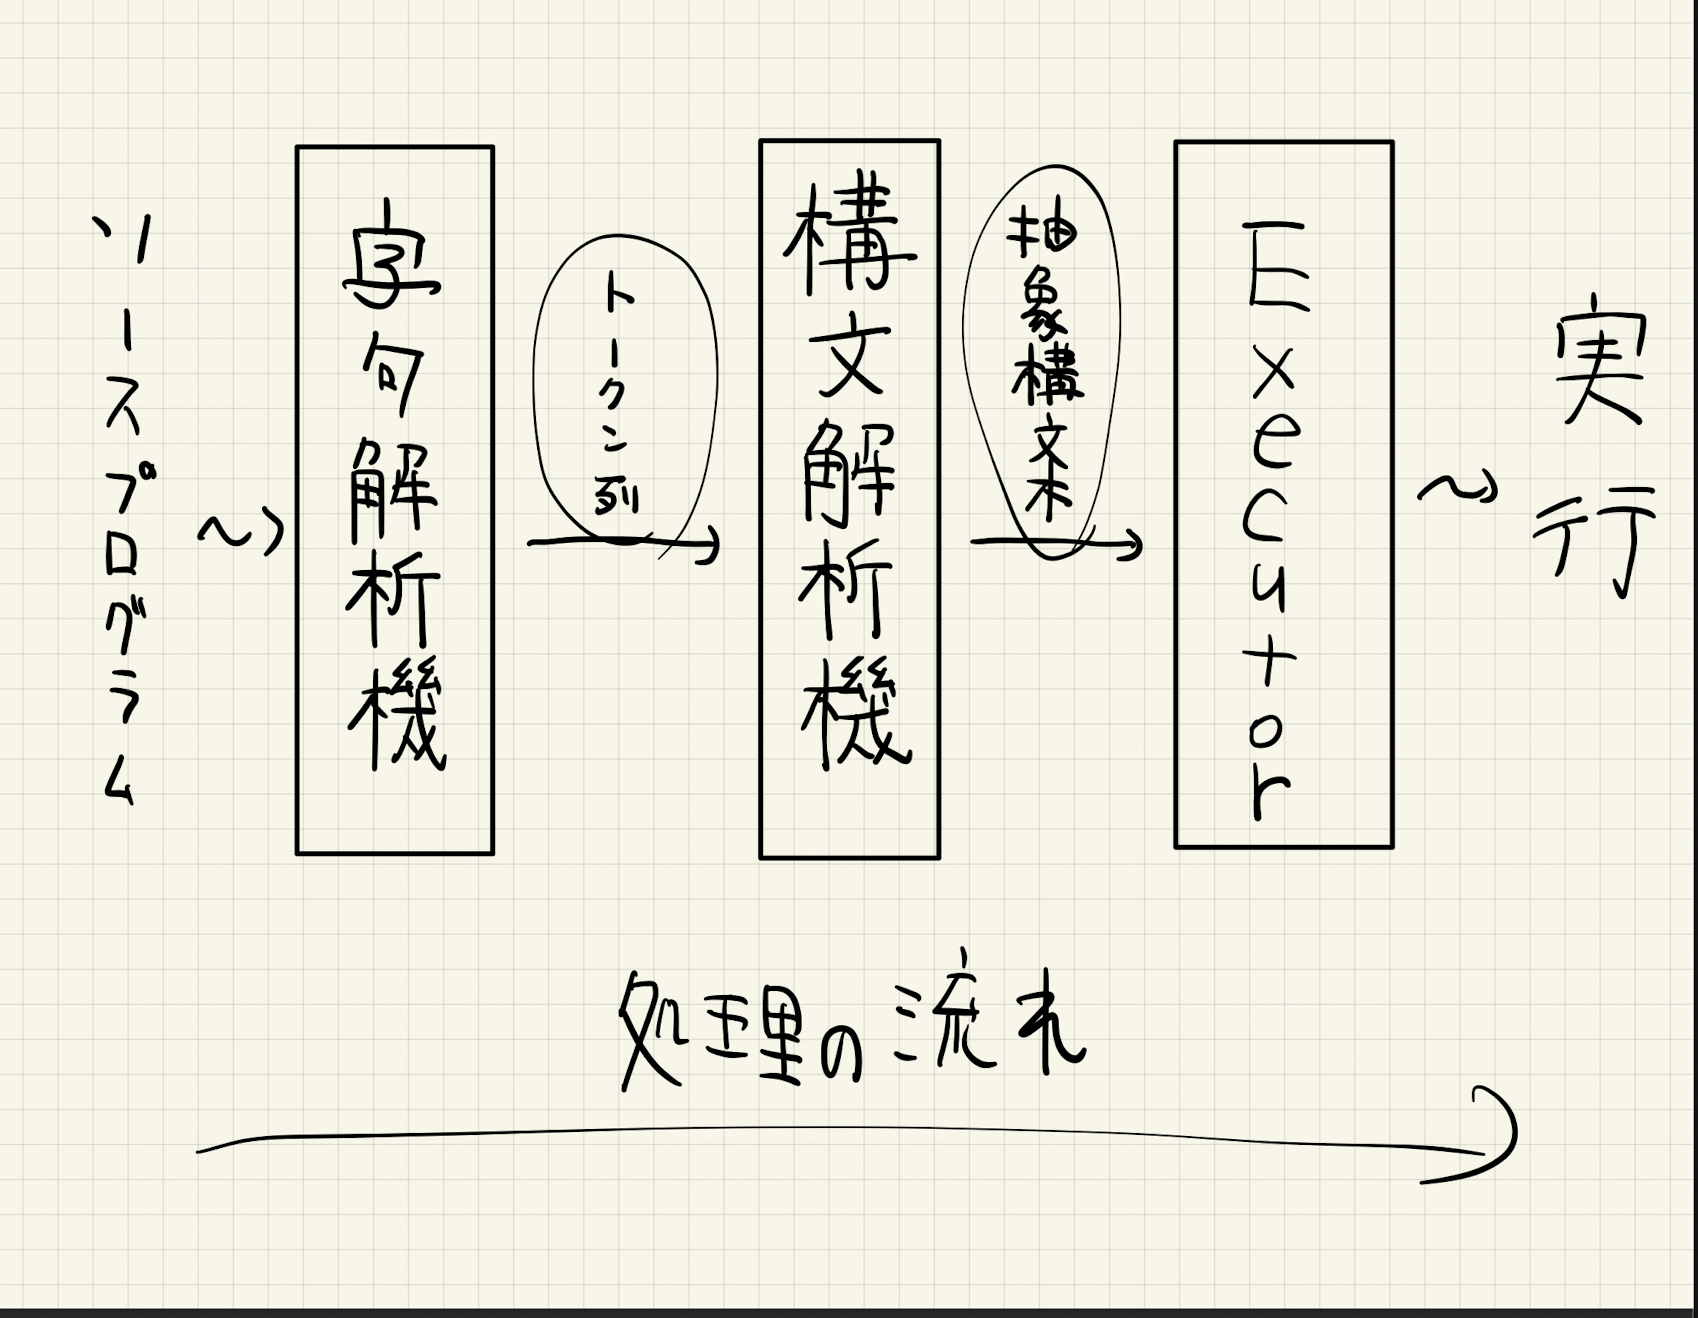 ソースプログラム
字句解析機
トークン列
構文解析機
抽象構文木
Executor
実行
処理の流れ